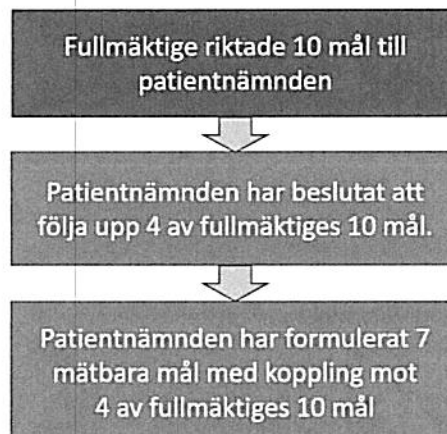 Fullmäktige riktade 10 mål till
patientnämnden
Patientnämnden har beslutat att
följa upp 4 av fullmäktiges 10 mål.
Patientnämnden har formulerat 7
mätbara mål med koppling mot
4 av fullmäktiges 10 mål